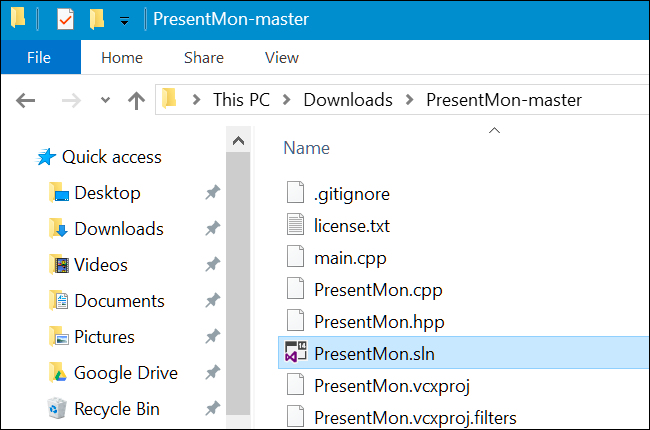 PresentMon-master
File Home Share View
This PC Downloads PresentMon-master
Quick access
Desktop
Downloads
Videos
Documents
Pictures
Google Drive
Recycle Bin
Name
.gitignore
license.txt
main.cpp
PresentMon.cpp
PresentMon.hpp
PresentMon.sln
PresentMon.vcxproj
PresentMon.vcxproj.filters